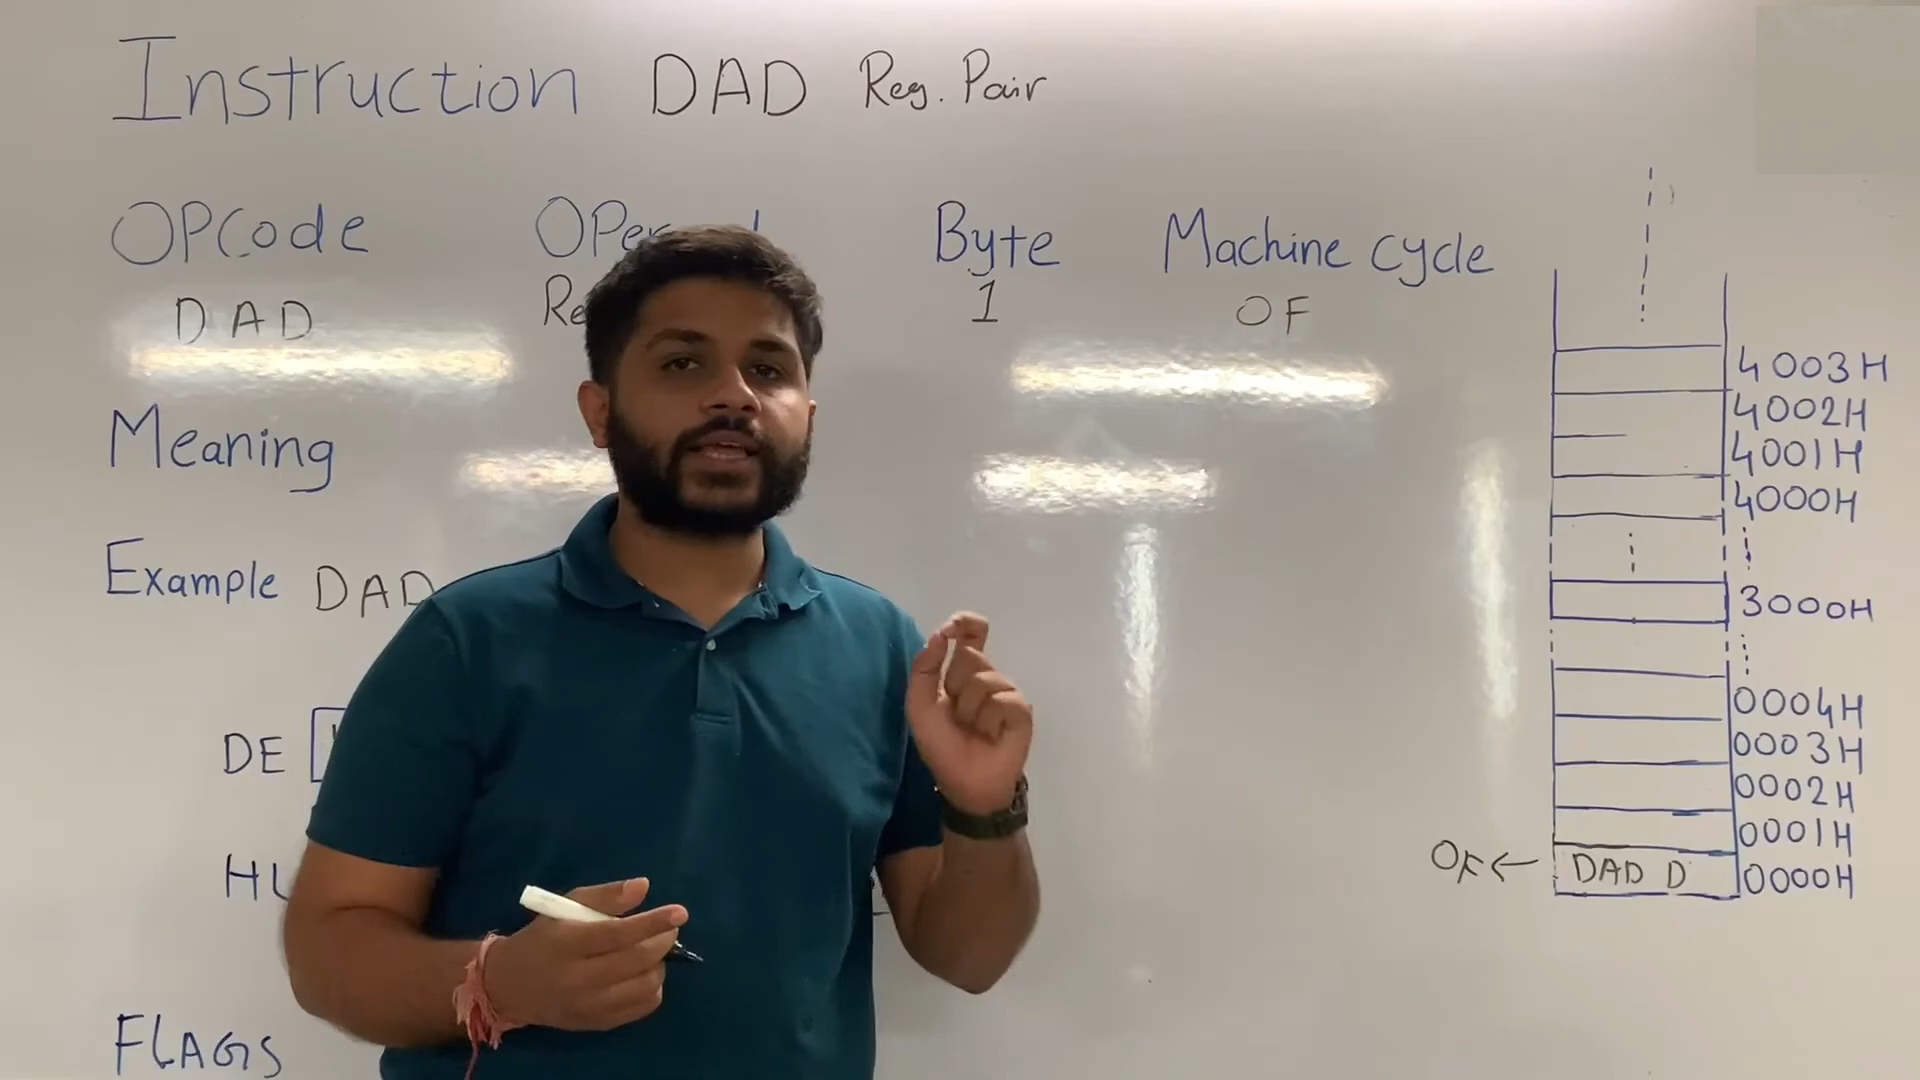 Instruction DAD Reg. Pair
OPCode Byte Machine cycle
DAD 1 OF
Meaning
Example DAD
DE
FLAGS
4003H
4002H
4001H
4000H
3000H
0004H
0003H
0002H
0001H
OF ← DAD D 0000H